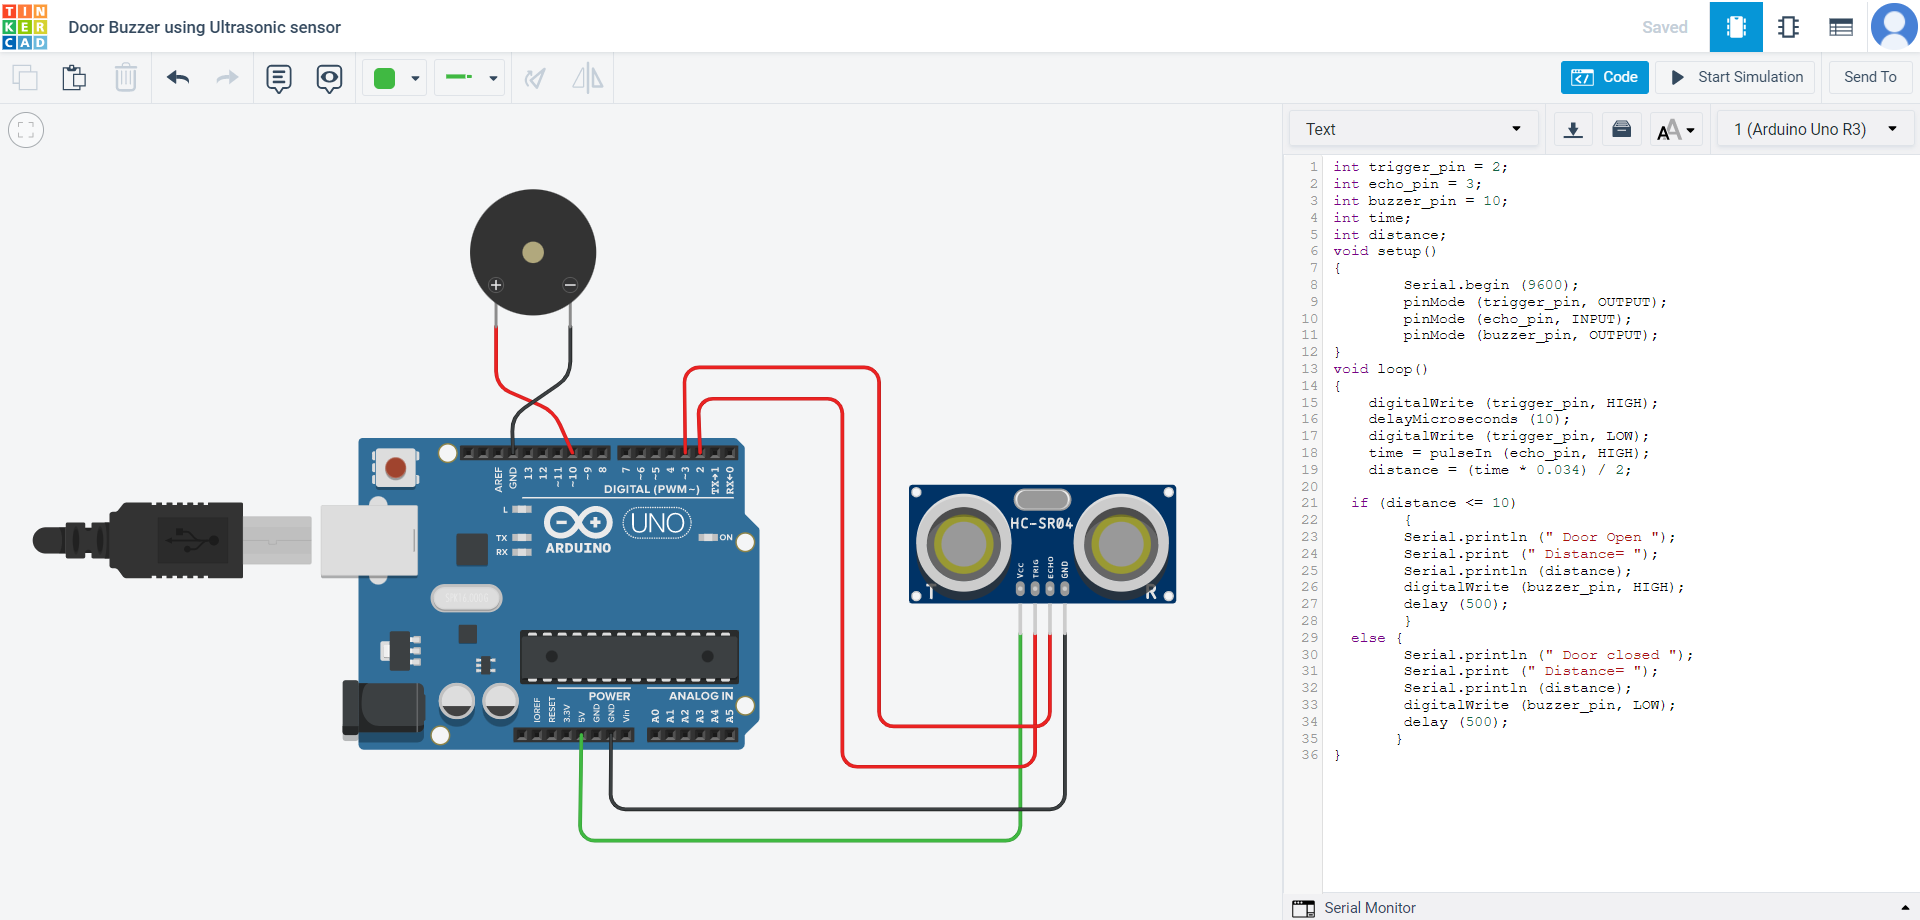 TIN
KER
CAD
Door Buzzer using Ultrasonic sensor
Saved
Code
Start Simulation
Send To
Text
1 (Arduino Uno R3)
AREF
GND
13
12
~11
~10
~9
8
7
~6
~5
4
~3
2
TX→1
RX←0
DIGITAL (PWM~)
L
TX
RX
ARDUINO
UNO
ON
POWER
ANALOG IN
IOREF
RESET
3.3V
5V
GND
GND
Vin
A0
A1
A2
A3
A4
A5
HC-SR04
Vcc
TRIG
ECHO
GND
T
R
1 int trigger_pin = 2;
2 int echo_pin = 3;
3 int buzzer_pin = 10;
4 int time;
5 int distance;
6 void setup()
7 {
8 Serial.begin (9600);
9 pinMode (trigger_pin, OUTPUT);
10 pinMode (echo_pin, INPUT);
11 pinMode (buzzer_pin, OUTPUT);
12 }
13 void loop()
14 {
15 digitalWrite (trigger_pin, HIGH);
16 delayMicroseconds (10);
17 digitalWrite (trigger_pin, LOW);
18 time = pulseIn (echo_pin, HIGH);
19 distance = (time * 0.034) / 2;
20
21 if (distance <= 10)
22 {
23 Serial.println (" Door Open ");
24 Serial.print (" Distance= ");
25 Serial.println (distance);
26 digitalWrite (buzzer_pin, HIGH);
27 delay (500);
28 }
29 else {
30 Serial.println (" Door closed ");
31 Serial.print (" Distance= ");
32 Serial.println (distance);
33 digitalWrite (buzzer_pin, LOW);
34 delay (500);
35 }
36 }
Serial Monitor